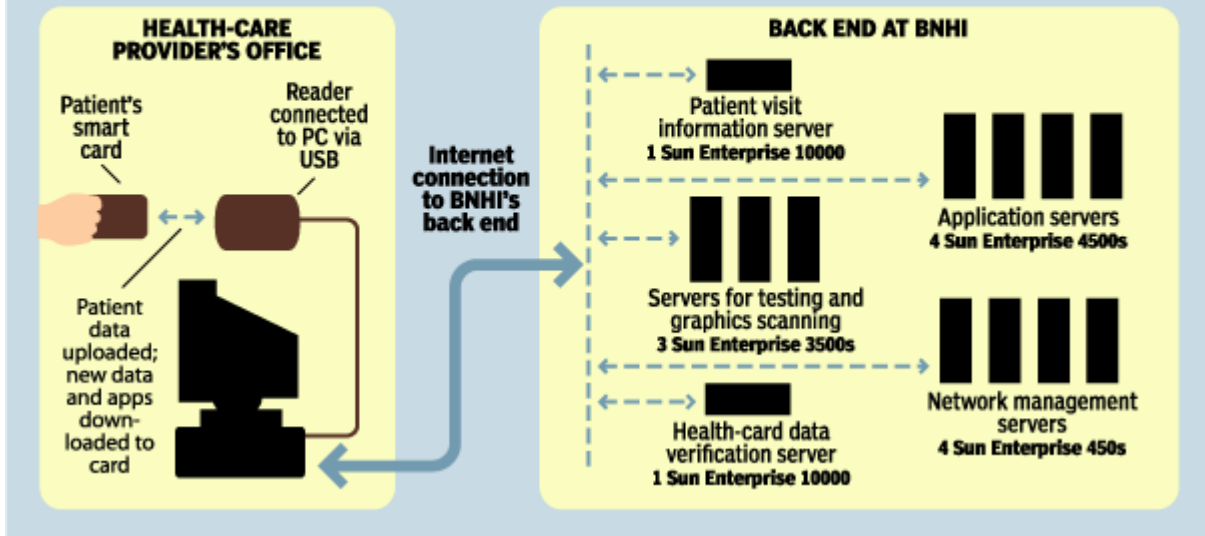 HEALTH-CARE
PROVIDER'S OFFICE
Patient's
smart
card
Reader
connected
to PC via
USB
Patient
data
uploaded;
new data
and apps
down-
loaded to
card
Internet
connection
to BNHI's
back end
BACK END AT BNHI
Patient visit
information server
1 Sun Enterprise 10000
Application servers
4 Sun Enterprise 4500s
Servers for testing and
graphics scanning
3 Sun Enterprise 3500s
Network management
servers
4 Sun Enterprise 450s
Health-card data
verification server
1 Sun Enterprise 10000